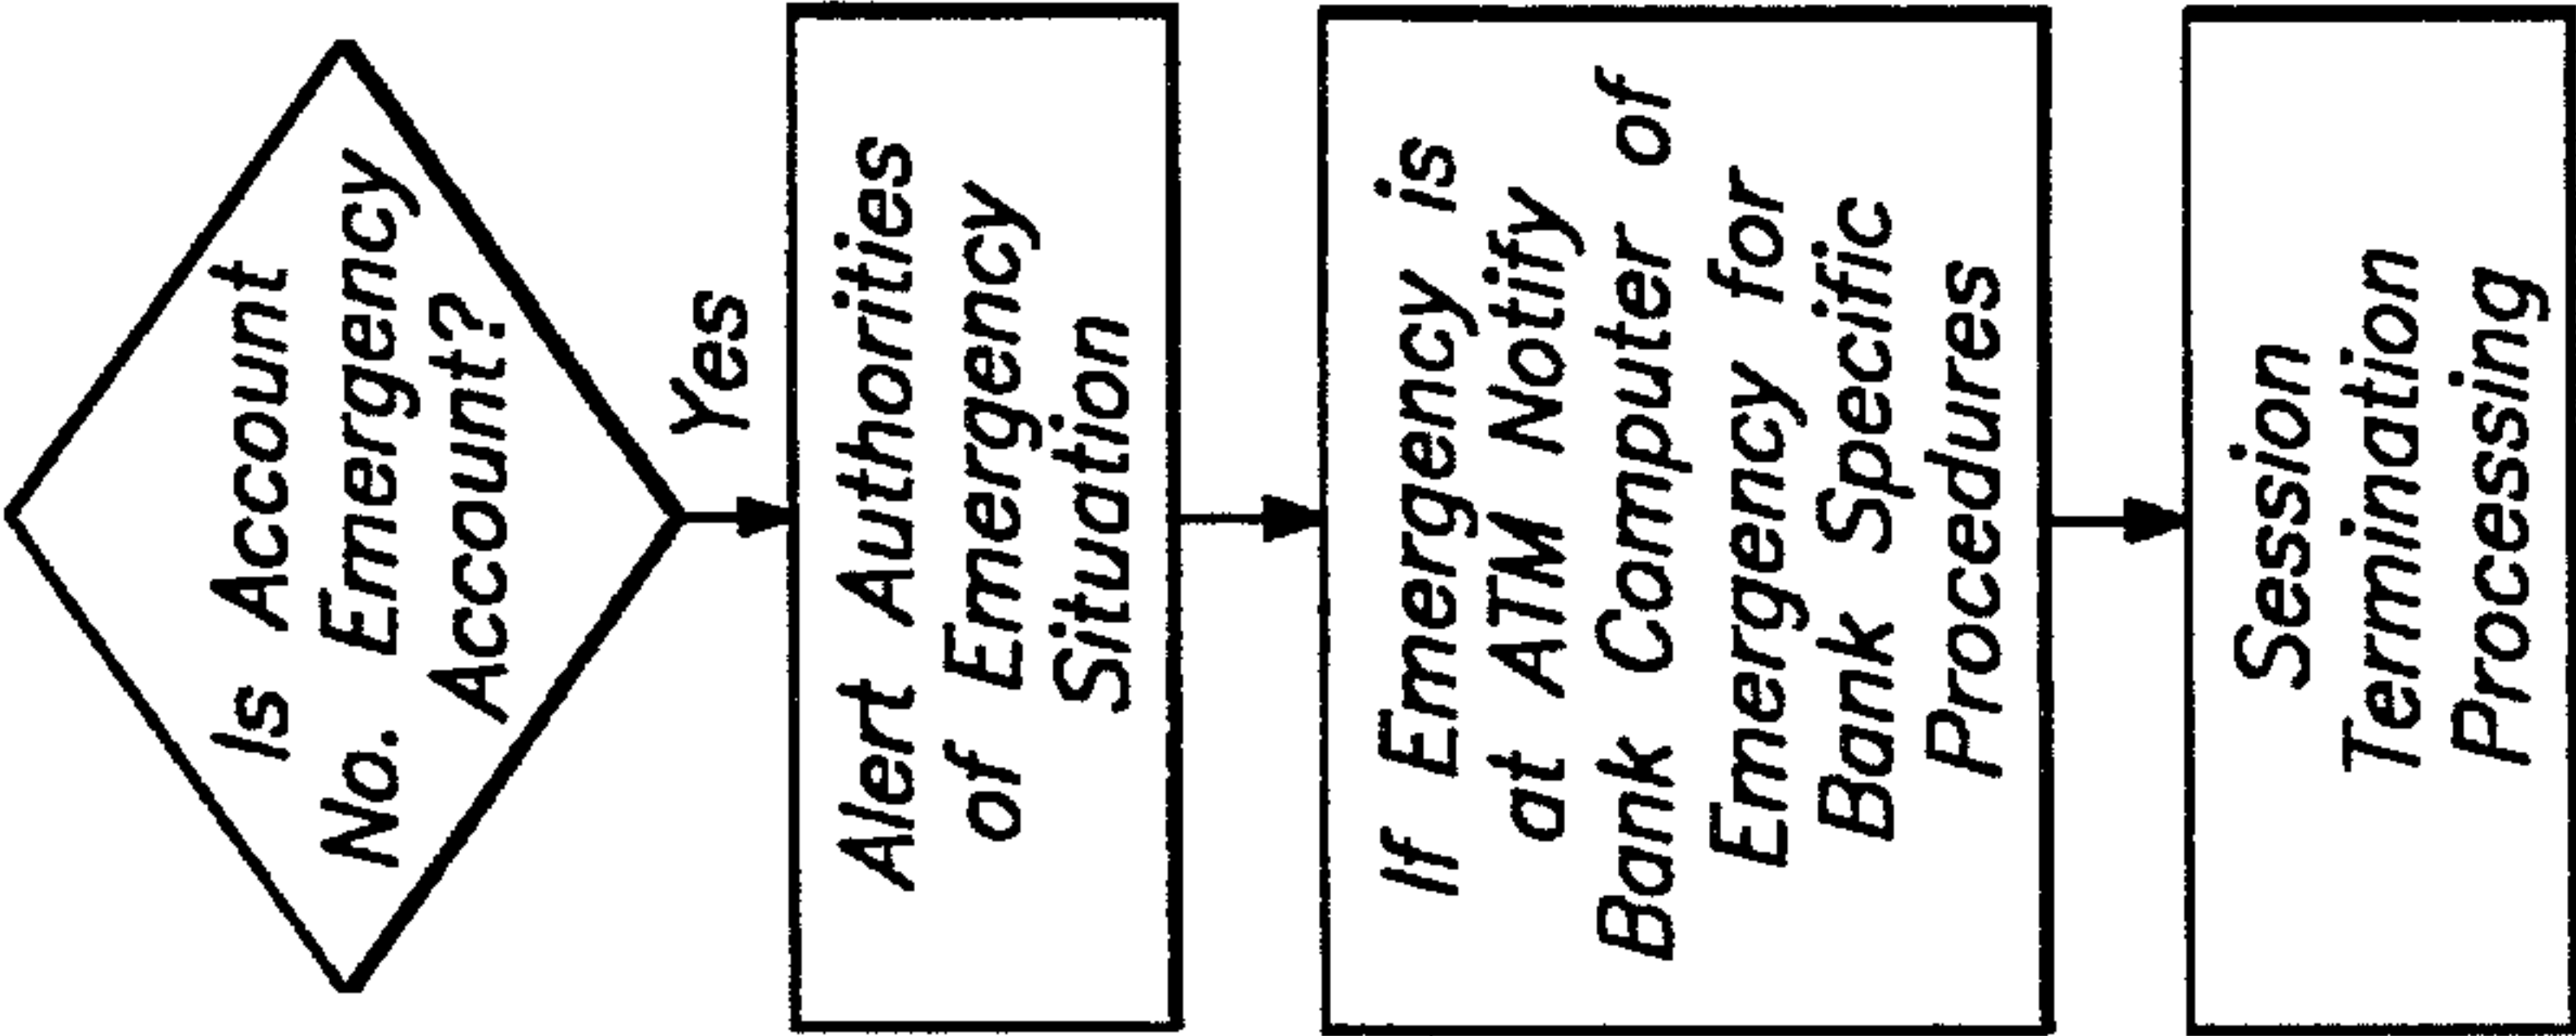 Is Account
No. Emergency
Account?
Yes
Alert Authorities
of Emergency
Situation
If Emergency is
at ATM Notify
Bank Computer of
Emergency for
Bank Specific
Procedures
Session
Termination
Processing